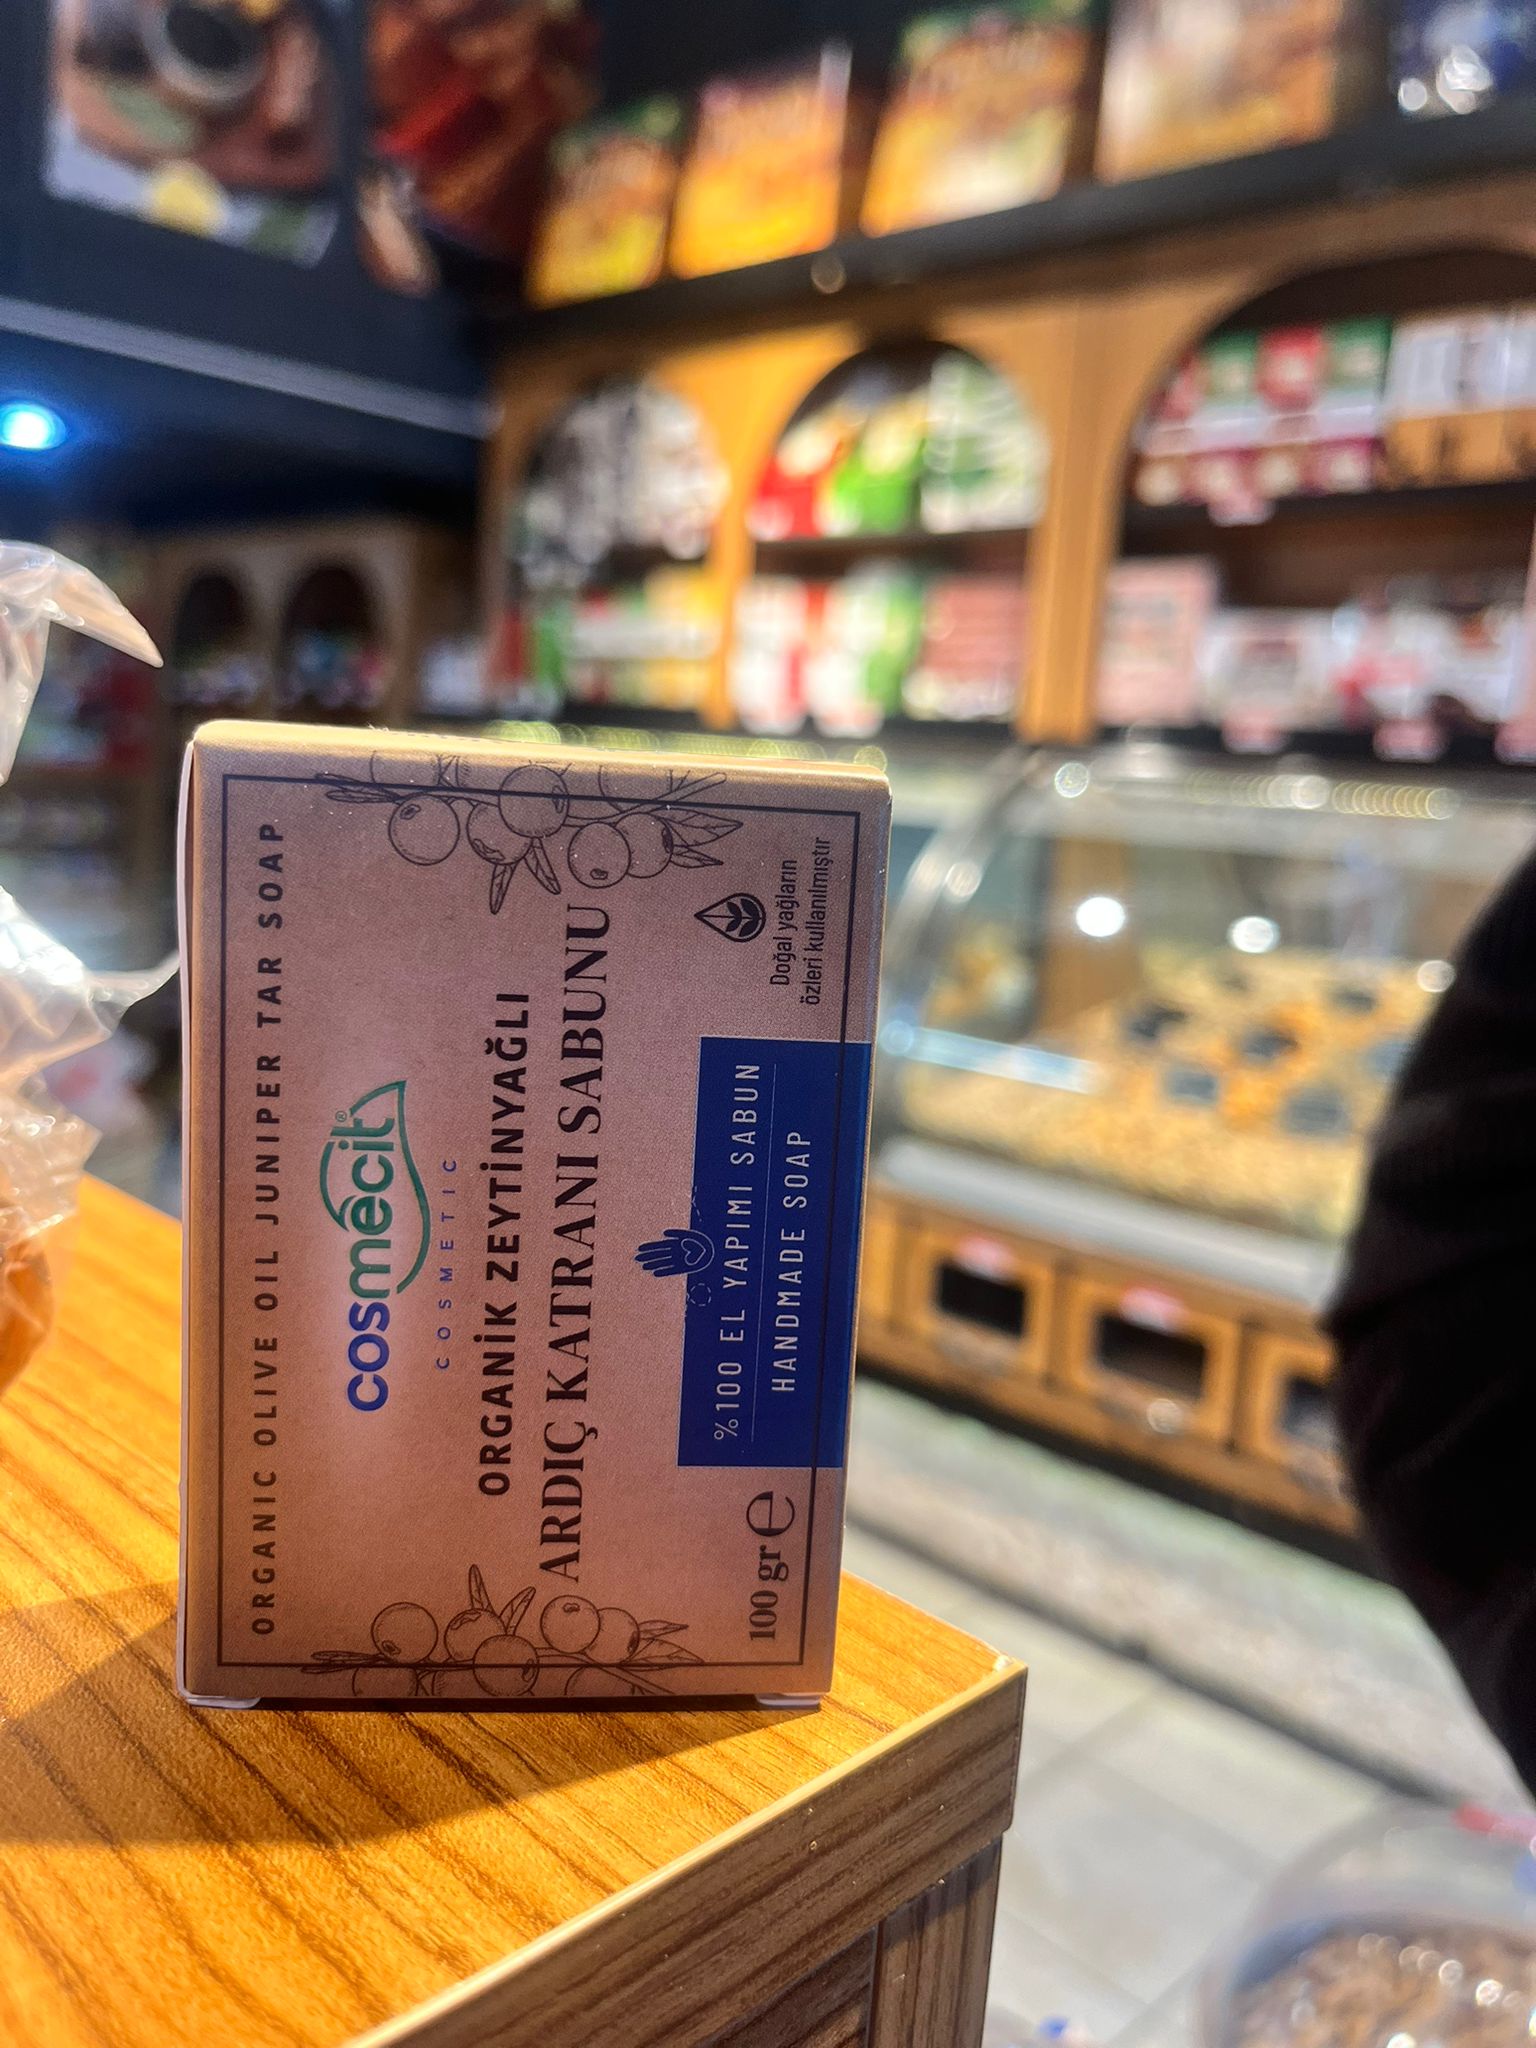 ORGANIC OLIVE OIL JUNIPER TAR SOAP
cosmecit®
COSMETIC
ORGANİK ZEYTİNYAĞLI
ARDIÇ KATRANI SABUNU
%100 EL YAPIMI SABUN
HANDMADE SOAP
100 gr ℮
Doğal yağların
özleri kullanılmıştır